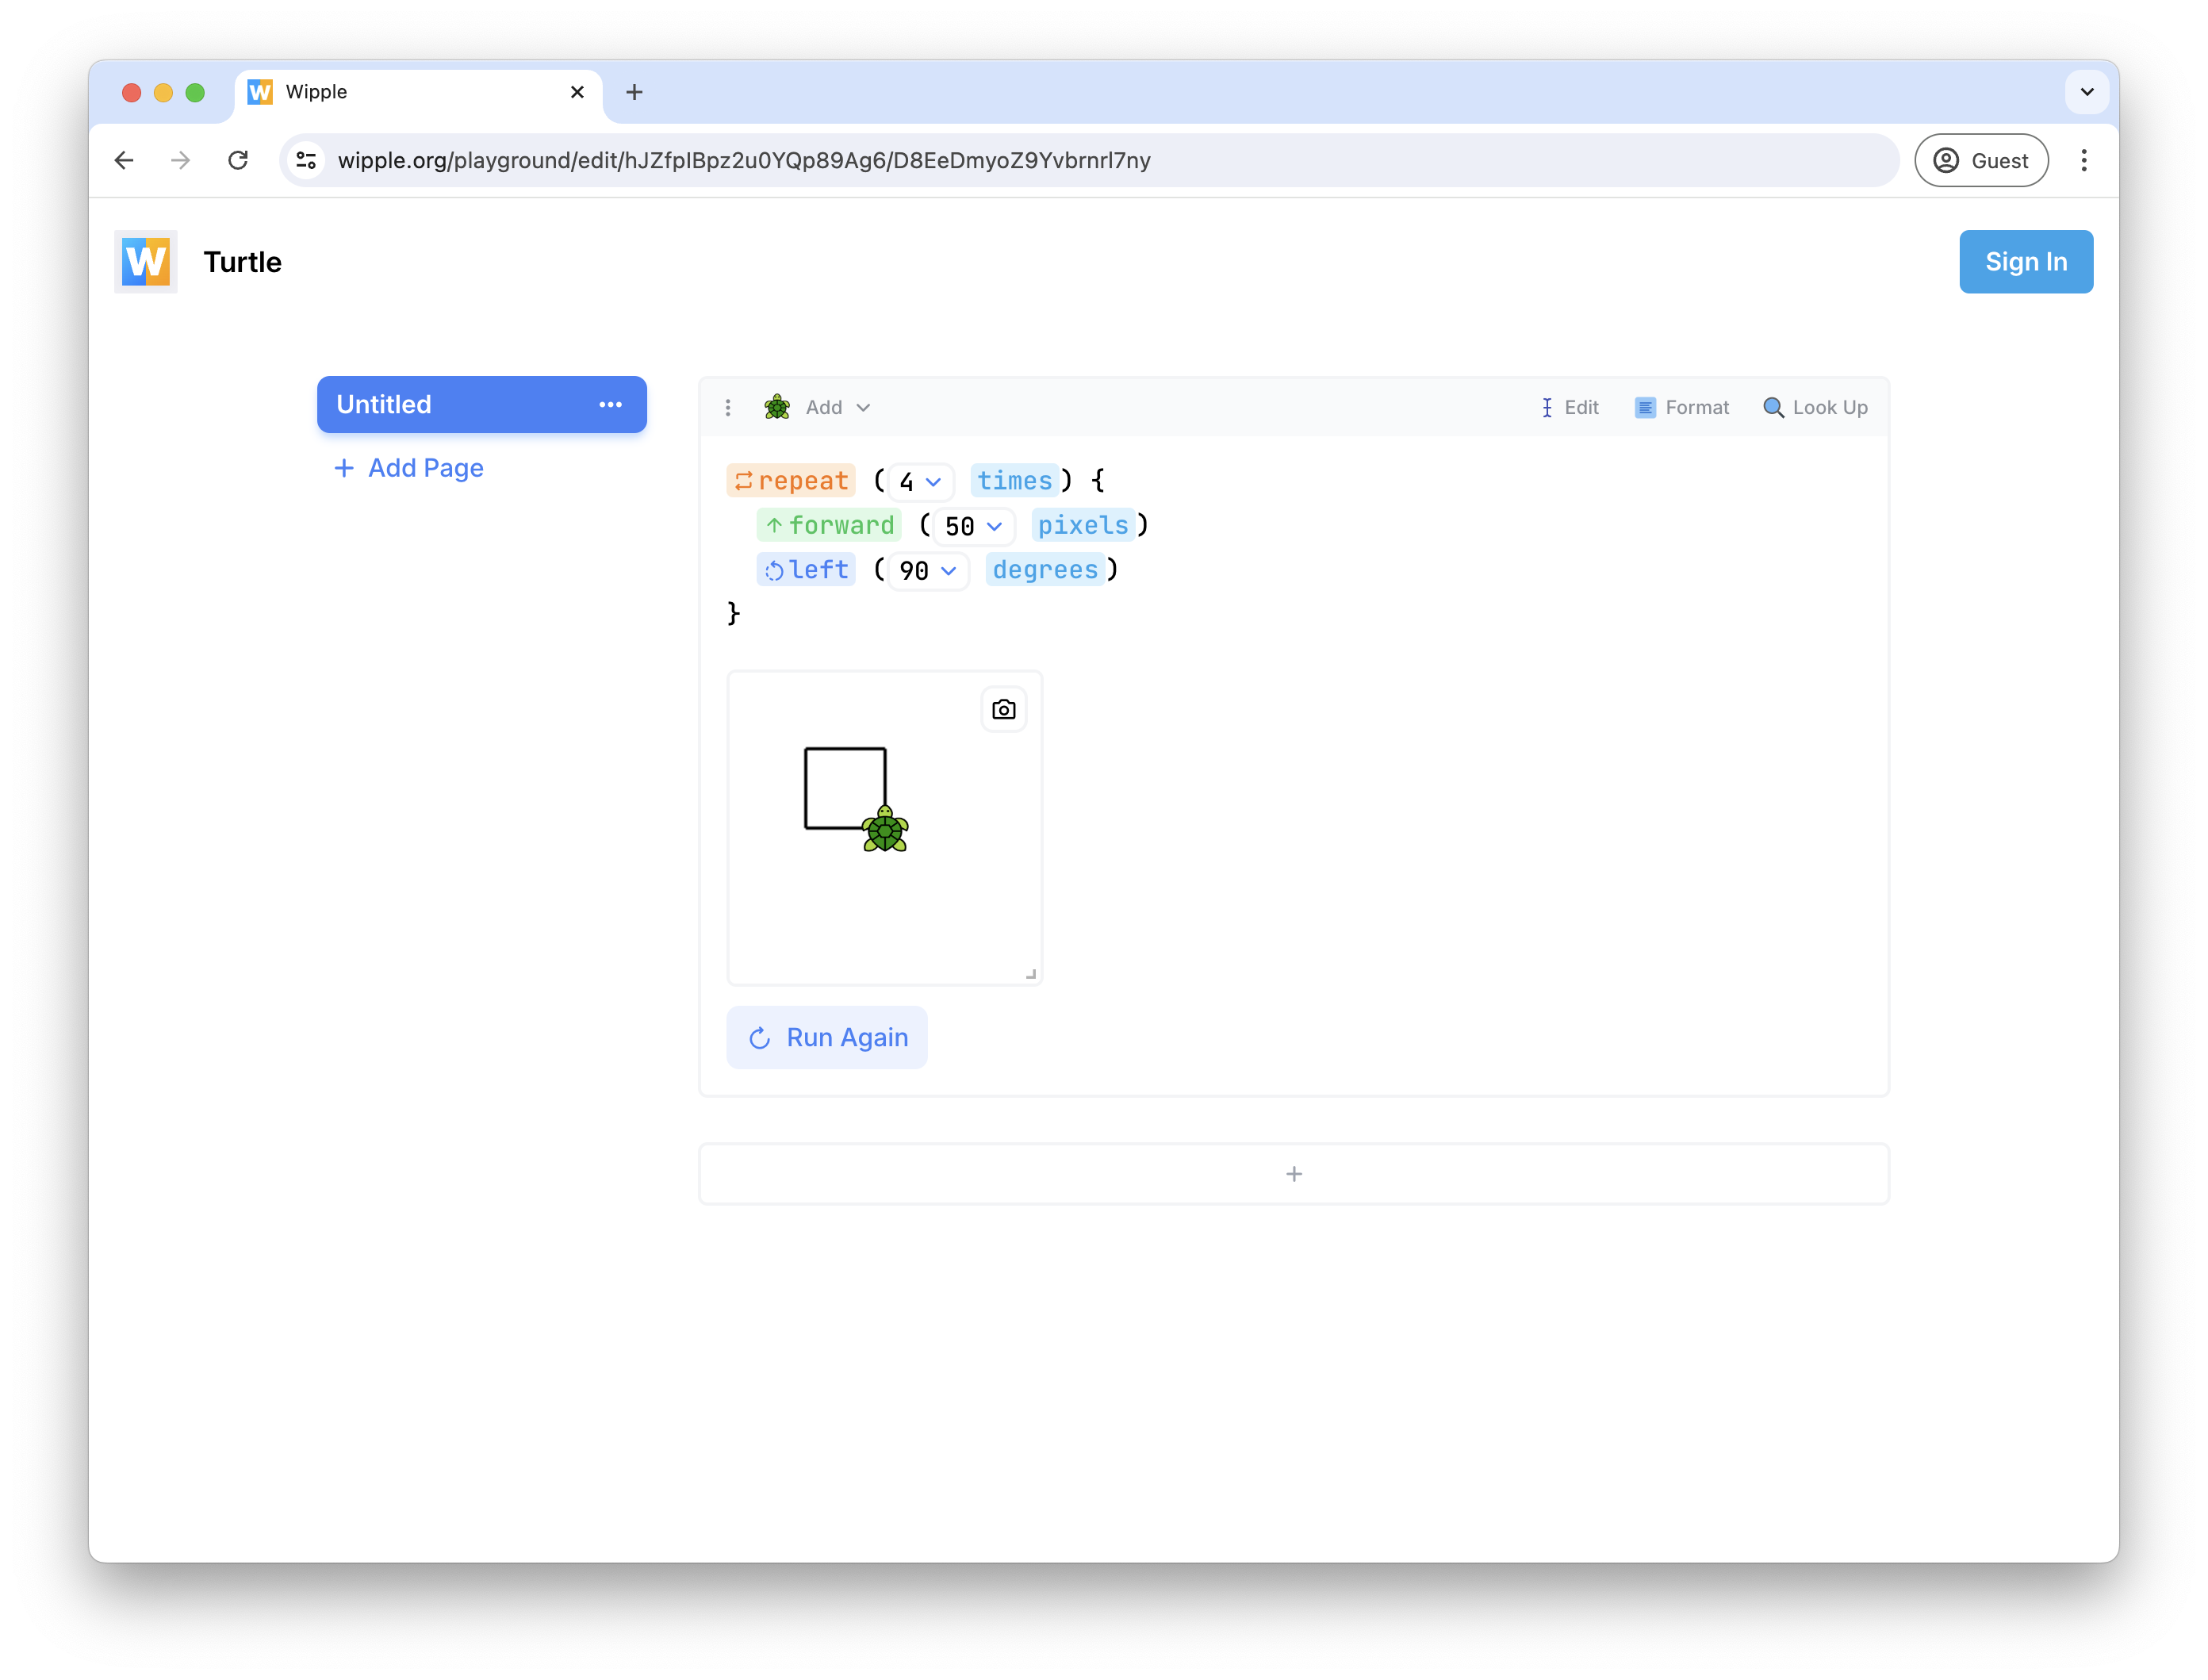 Wipple
wipple.org/playground/edit/hJZfpIBpz2u0YQp89Ag6/D8EeDmyoZ9Yvbrnrl7ny
Guest
W Turtle
Sign In
Untitled
Add Page
Add
Edit
Format
Look Up
repeat (4 times) {
forward (50 pixels)
left (90 degrees)
}
Run Again